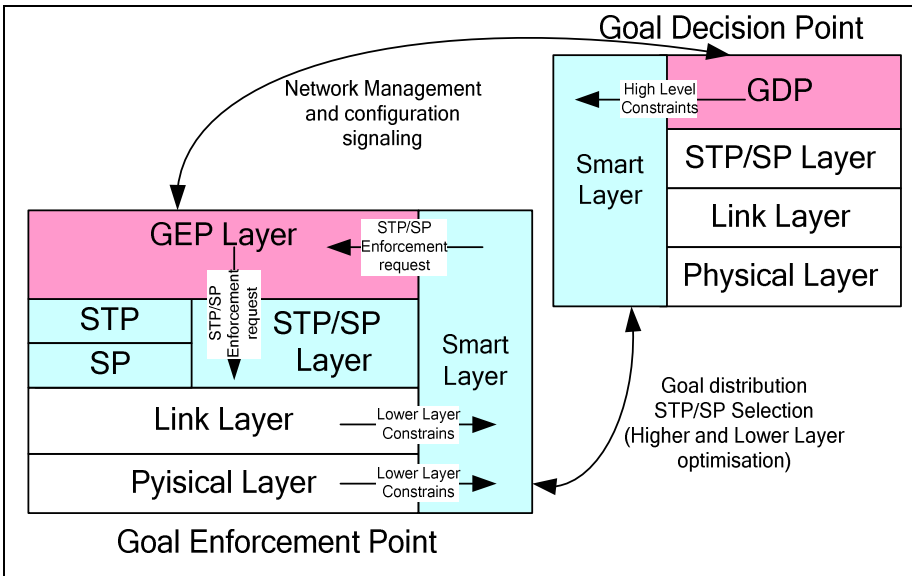 Goal Decision Point
Network Management
and configuration
signaling
High Level
Constraints
GDP
Smart
Layer
STP/SP Layer
Link Layer
Physical Layer
GEP Layer
STP/SP
Enforcement
request
STP/SP
Enforcement
request
STP
SP
STP/SP
Layer
Smart
Layer
Link Layer
Lower Layer
Constrains
Pyisical Layer
Lower Layer
Constrains
Goal distribution
STP/SP Selection
(Higher and Lower Layer
optimisation)
Goal Enforcement Point